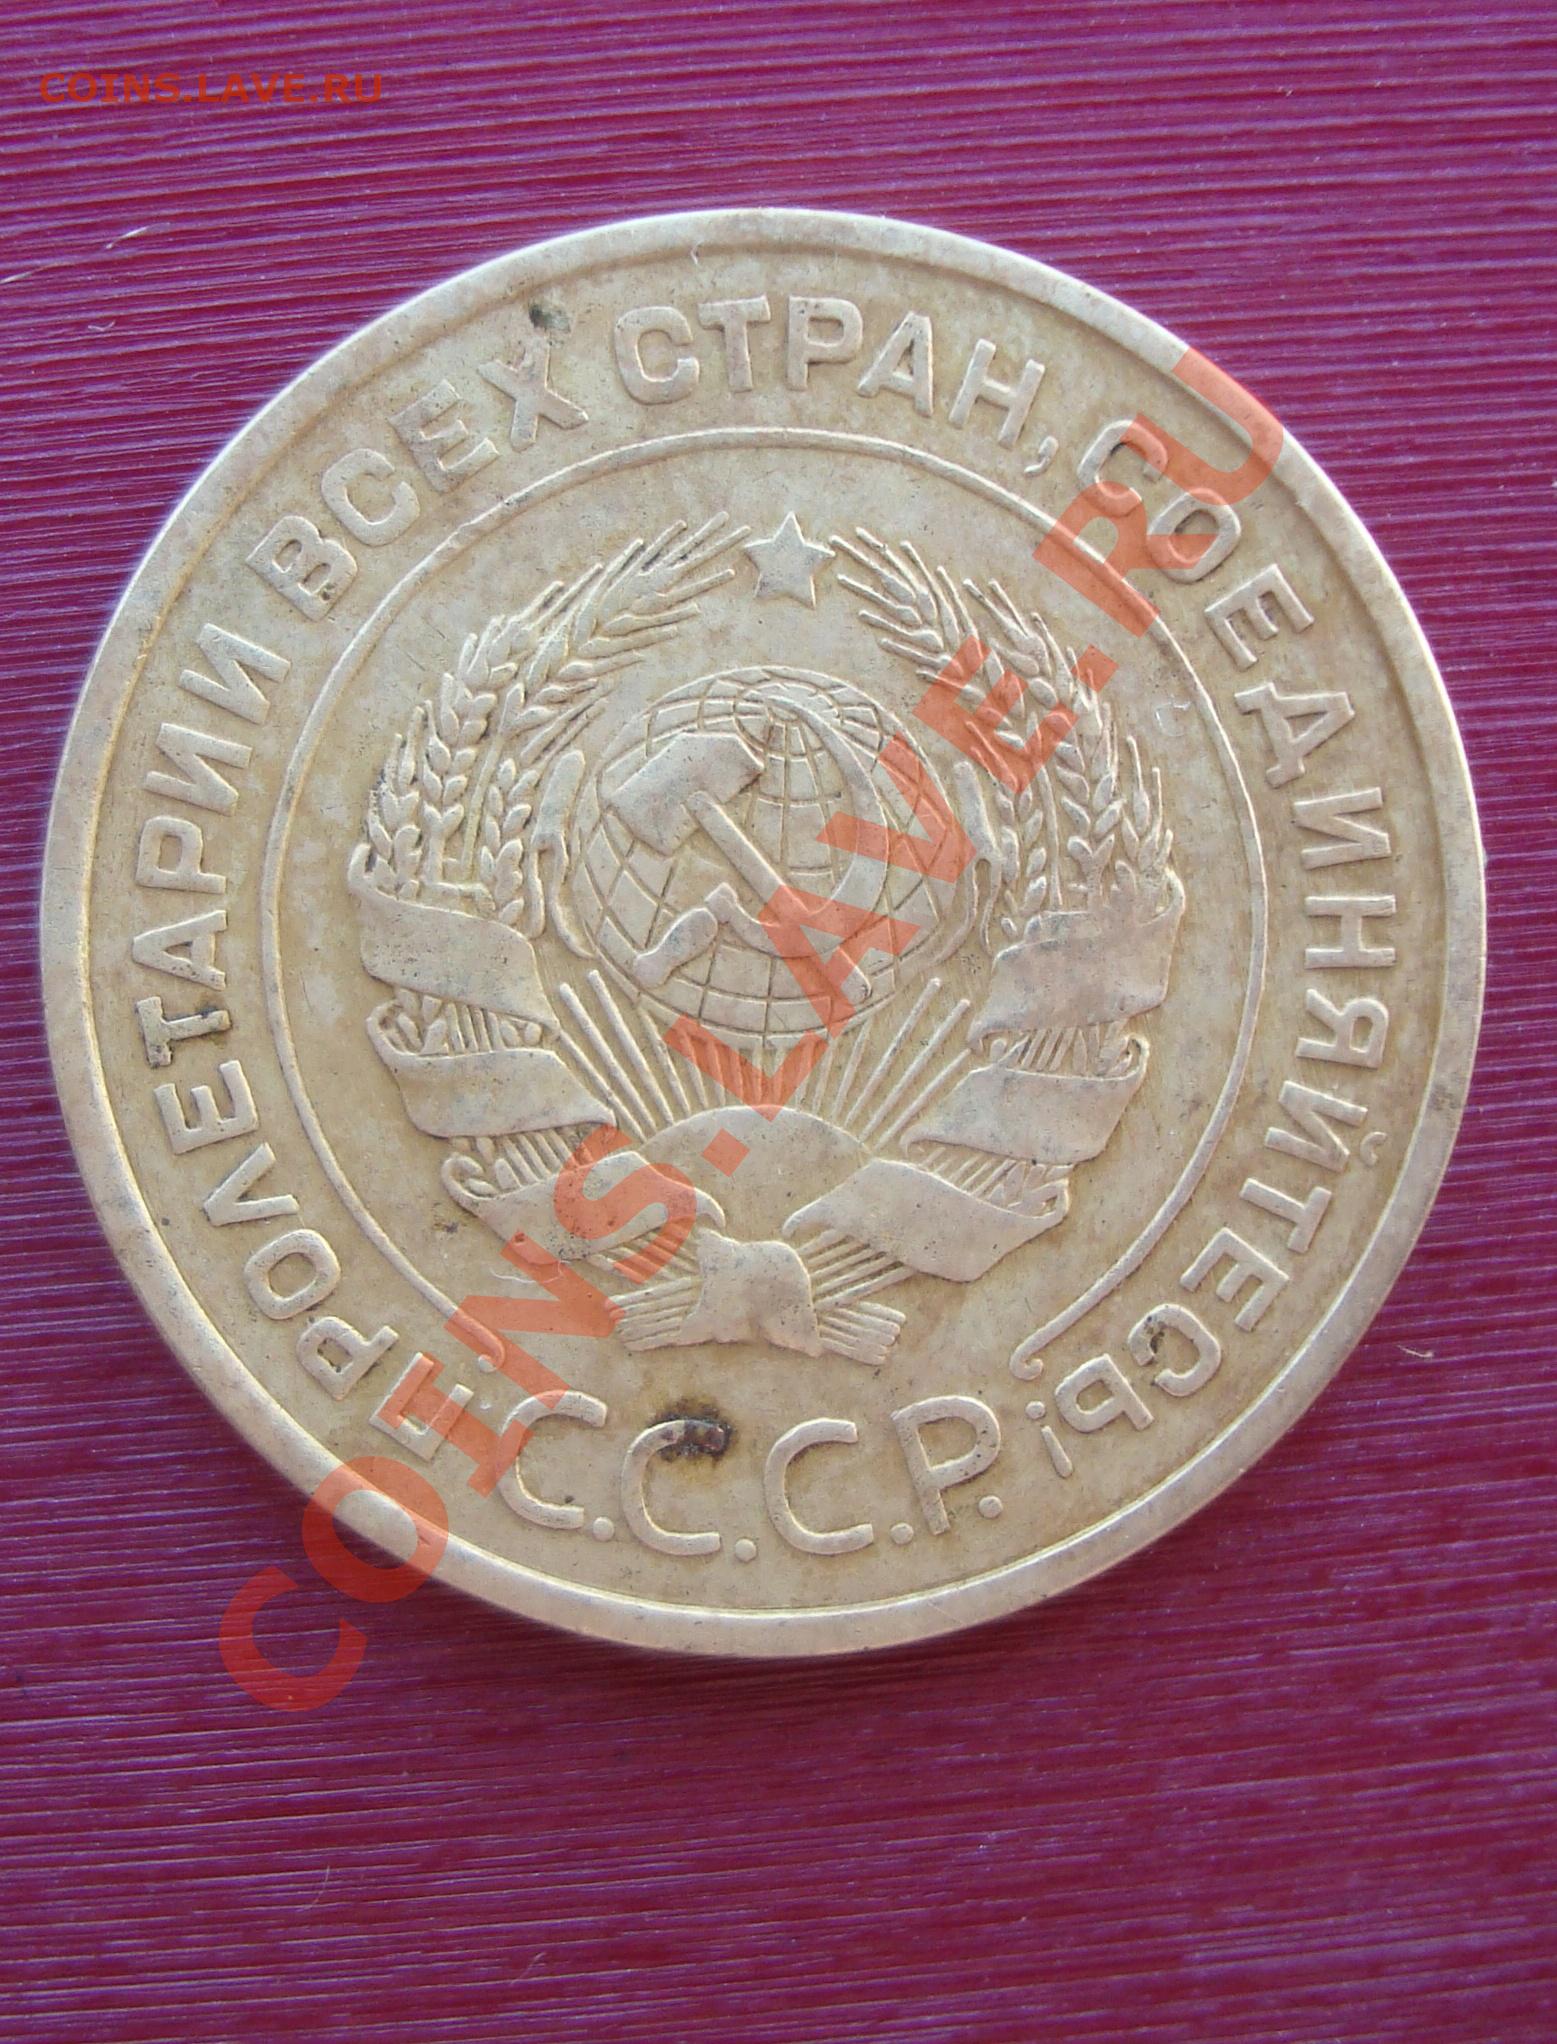 COINS.LAVE.RU
ПРОЛЕТАРИИ ВСЕХ СТРАН, СОЕДИНЯЙТЕСЬ!
С.С.С.Р.
COINS.LAVE.RU